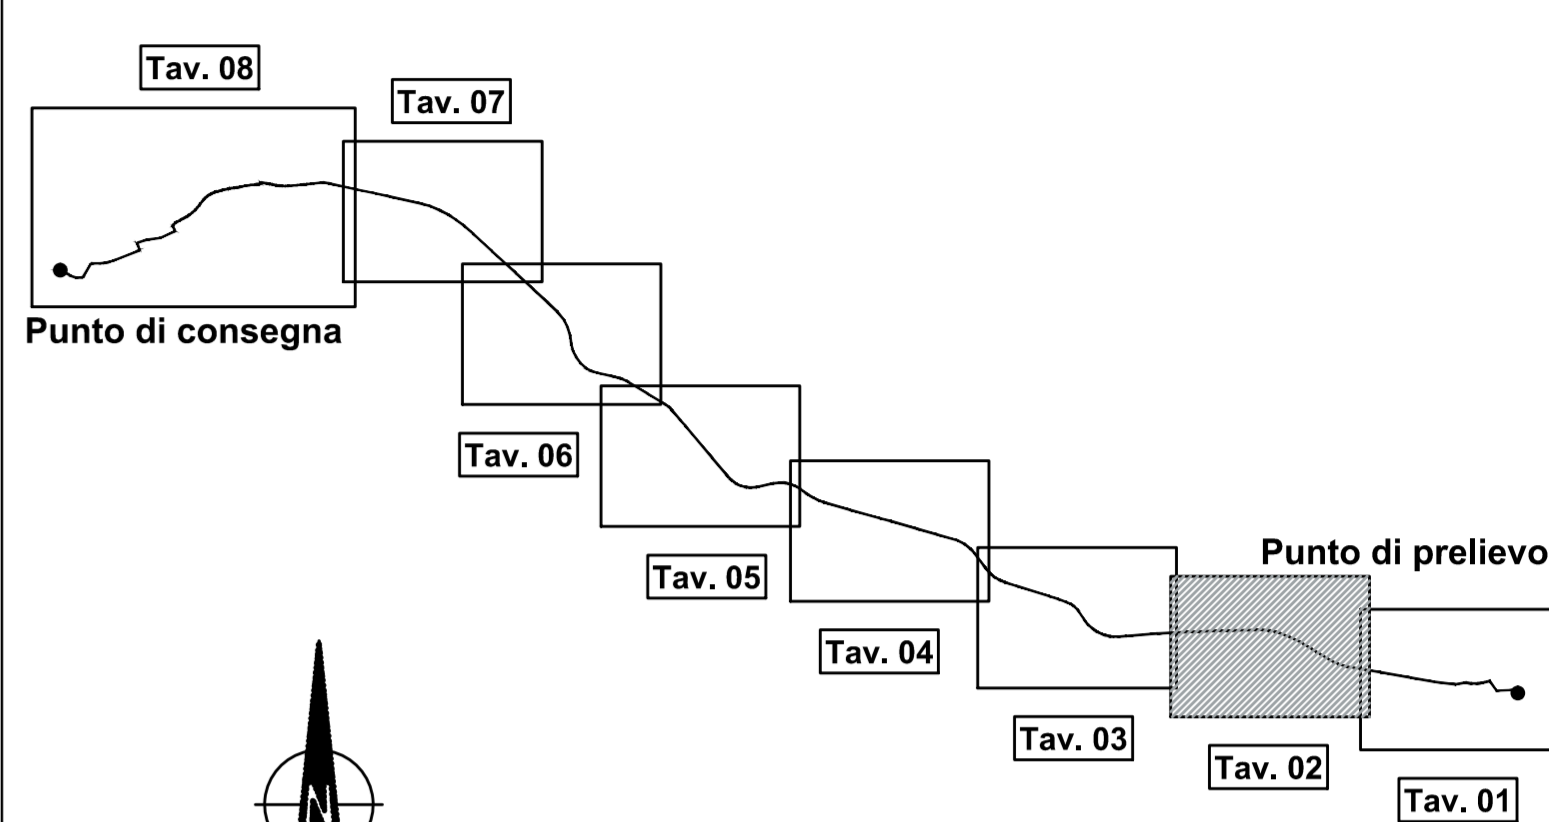 Tav. 08
Tav. 07
Punto di consegna
Tav. 06
Punto di prelievo
Tav. 05
Tav. 04
Tav. 03
Tav. 02
Tav. 01
N